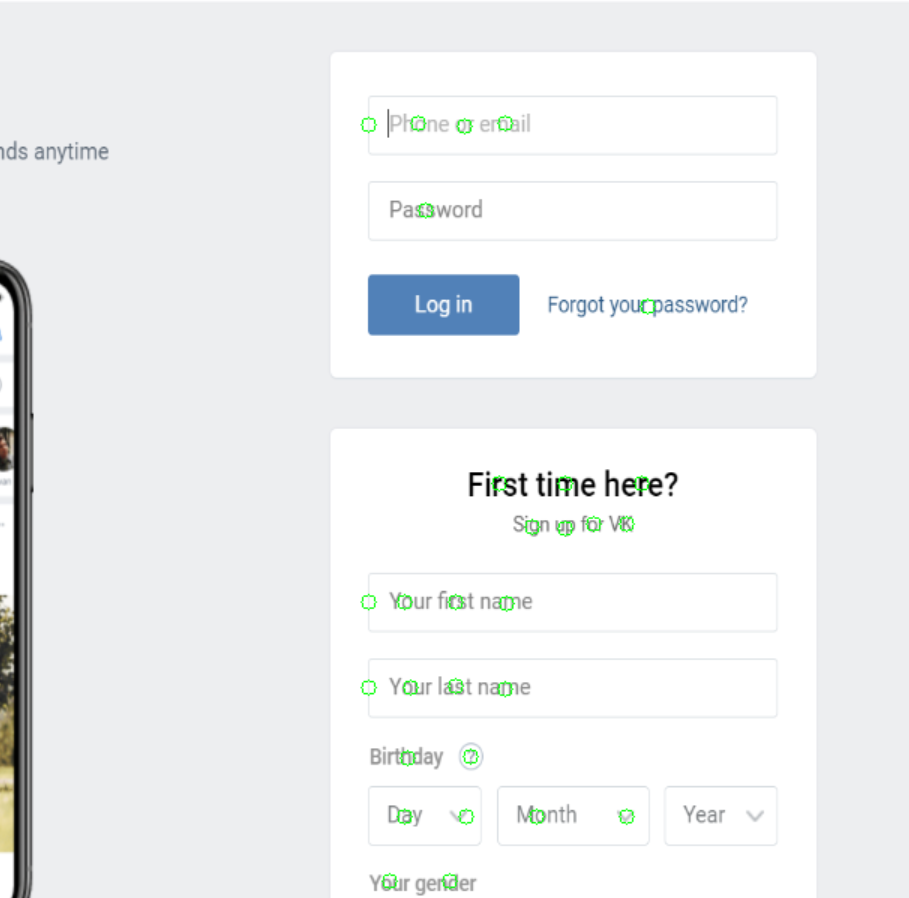 nds anytime
Phone or email
Password
Log in
Forgot your password?
First time here?
Sign up for VK
Your first name
Your last name
Birthday ?
Day Month Year
Your gender